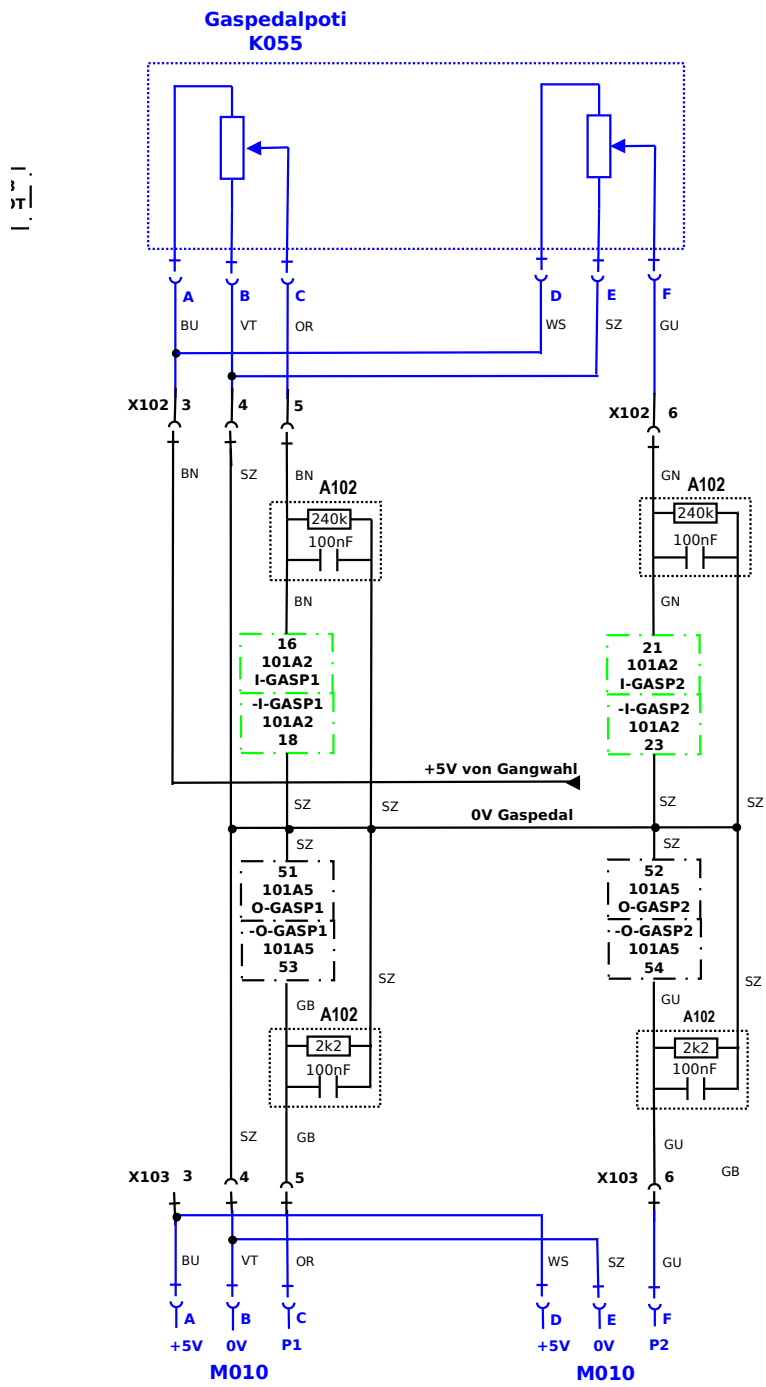 Gaspedalpoti
K055
A B C D E F
BU VT OR WS SZ GU
X102 3 4 5 X102 6
BN SZ BN GN
A102 A102
240k 240k
100nF 100nF
BN GN
16 21
101A2 101A2
I-GASP1 I-GASP2
-I-GASP1 -I-GASP2
101A2 101A2
18 23
+5V von Gangwahl
SZ SZ SZ SZ
0V Gaspedal
SZ SZ
51 52
101A5 101A5
O-GASP1 O-GASP2
-O-GASP1 -O-GASP2
101A5 101A5
53 54
SZ SZ
GB GU
A102 A102
2k2 2k2
100nF 100nF
SZ GB GU
GB
X103 3 4 5 X103 6
BU VT OR WS SZ GU
A B C D E F
+5V 0V P1 +5V 0V P2
M010 M010